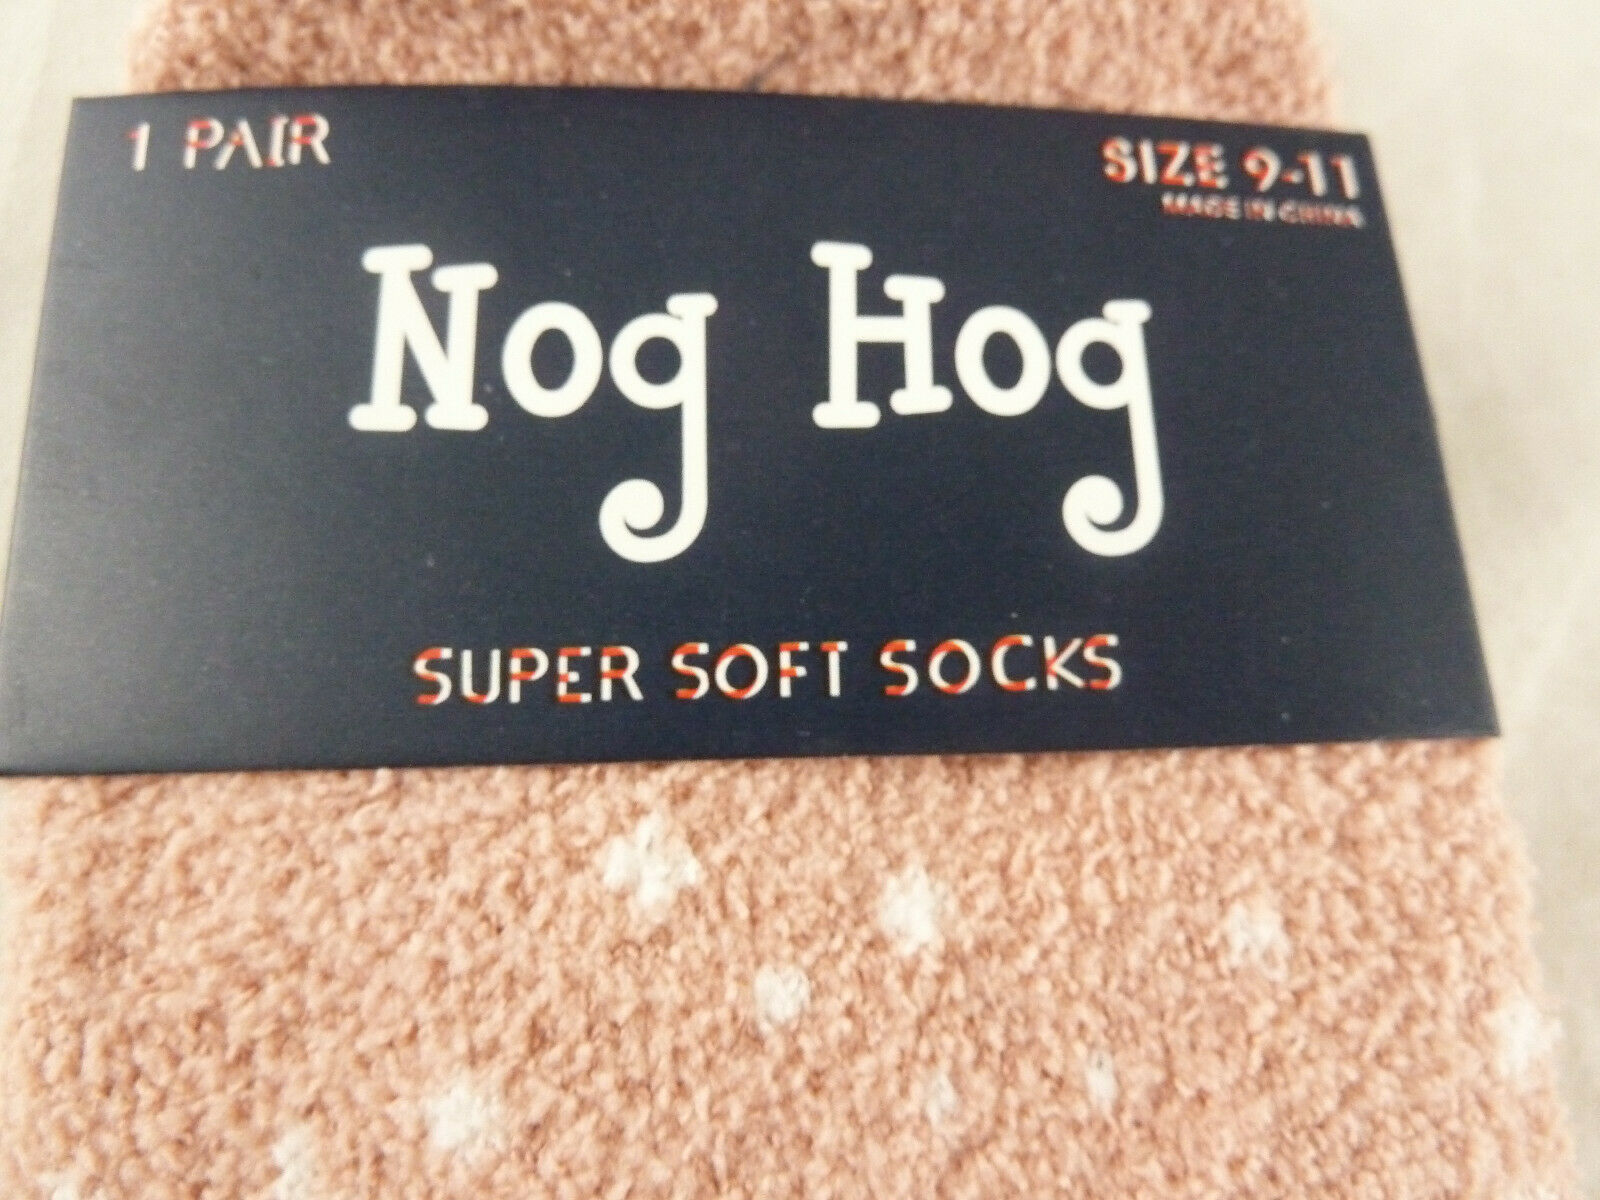 1 PAIR
SIZE 9-11
MADE IN CHINA
Nog Hog
SUPER SOFT SOCKS